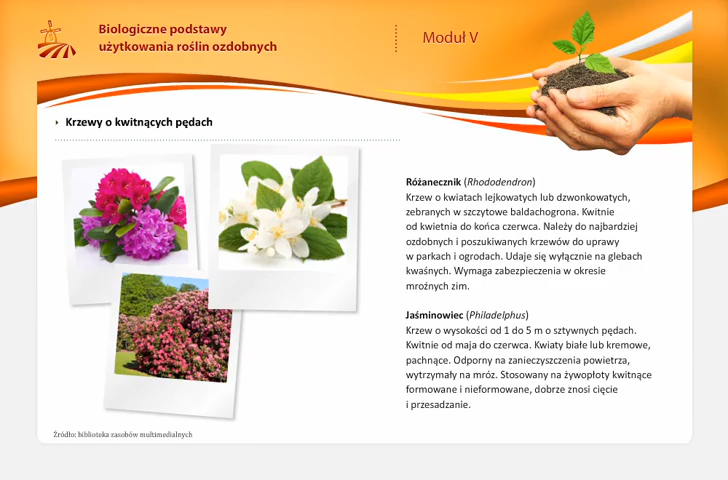 Biologiczne podstawy
użytkowania roślin ozdobnych
Moduł V
Krzewy o kwitnących pędach
Różanecznik (Rhododendron)
Krzew o kwiatach lejkowatych lub dzwonkowatych,
zebranych w szczytowe baldachogrona. Kwitnie
od kwietnia do końca czerwca. Należy do najbardziej
ozdobnych i poszukiwanych krzewów do uprawy
w parkach i ogrodach. Udaje się wyłącznie na glebach
kwaśnych. Wymaga zabezpieczenia w okresie
mroźnych zim.
Jaśminowiec (Philadelphus)
Krzew o wysokości od 1 do 5 m o sztywnych pędach.
Kwitnie od maja do czerwca. Kwiaty białe lub kremowe,
pachnące. Odporny na zanieczyszczenia powietrza,
wytrzymały na mróz. Stosowany na żywopłoty kwitnące
formowane i nieformowane, dobrze znosi cięcie
i przesadzanie.
Źródło: biblioteka zasobów multimedialnych